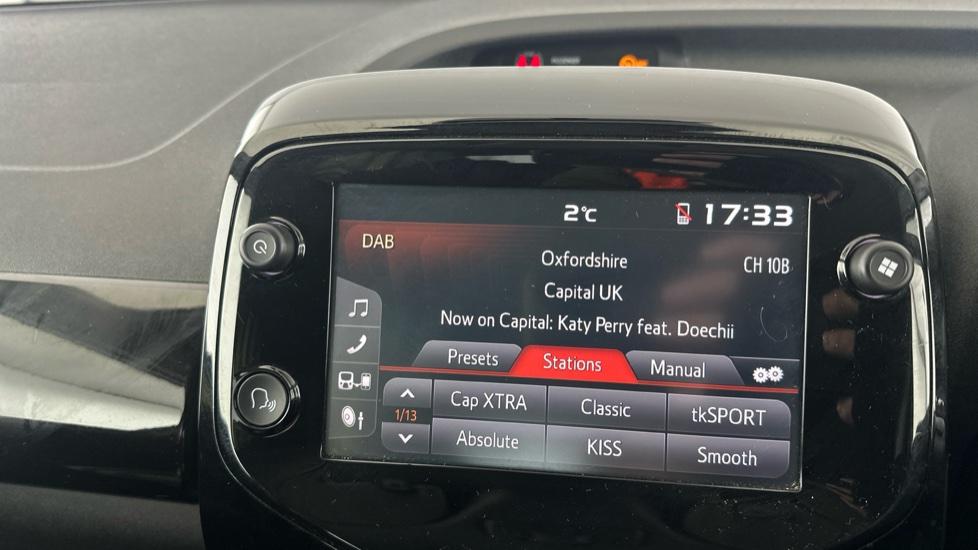 2°C 17:33
DAB
Oxfordshire CH 10B
Capital UK
Now on Capital: Katy Perry feat. Doechii
Presets Stations Manual
Cap XTRA Classic tkSPORT
1/13
Absolute KISS Smooth